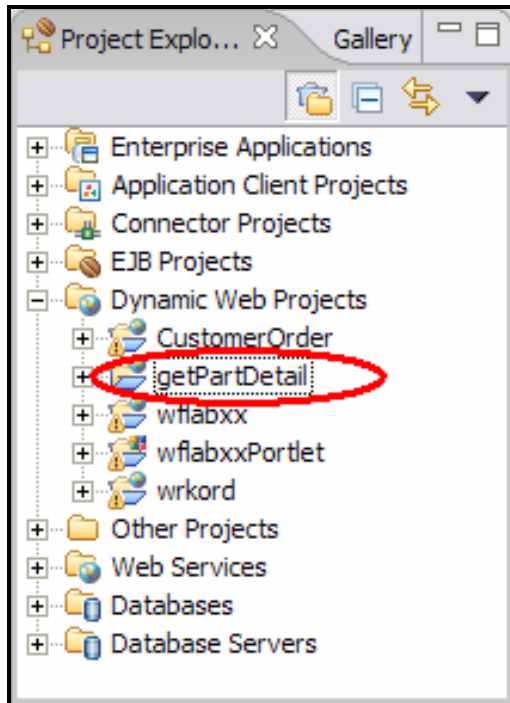 Project Explo... Gallery
Enterprise Applications
Application Client Projects
Connector Projects
EJB Projects
Dynamic Web Projects
CustomerOrder
getPartDetail
wflabxx
wflabxxPortlet
wrkord
Other Projects
Web Services
Databases
Database Servers